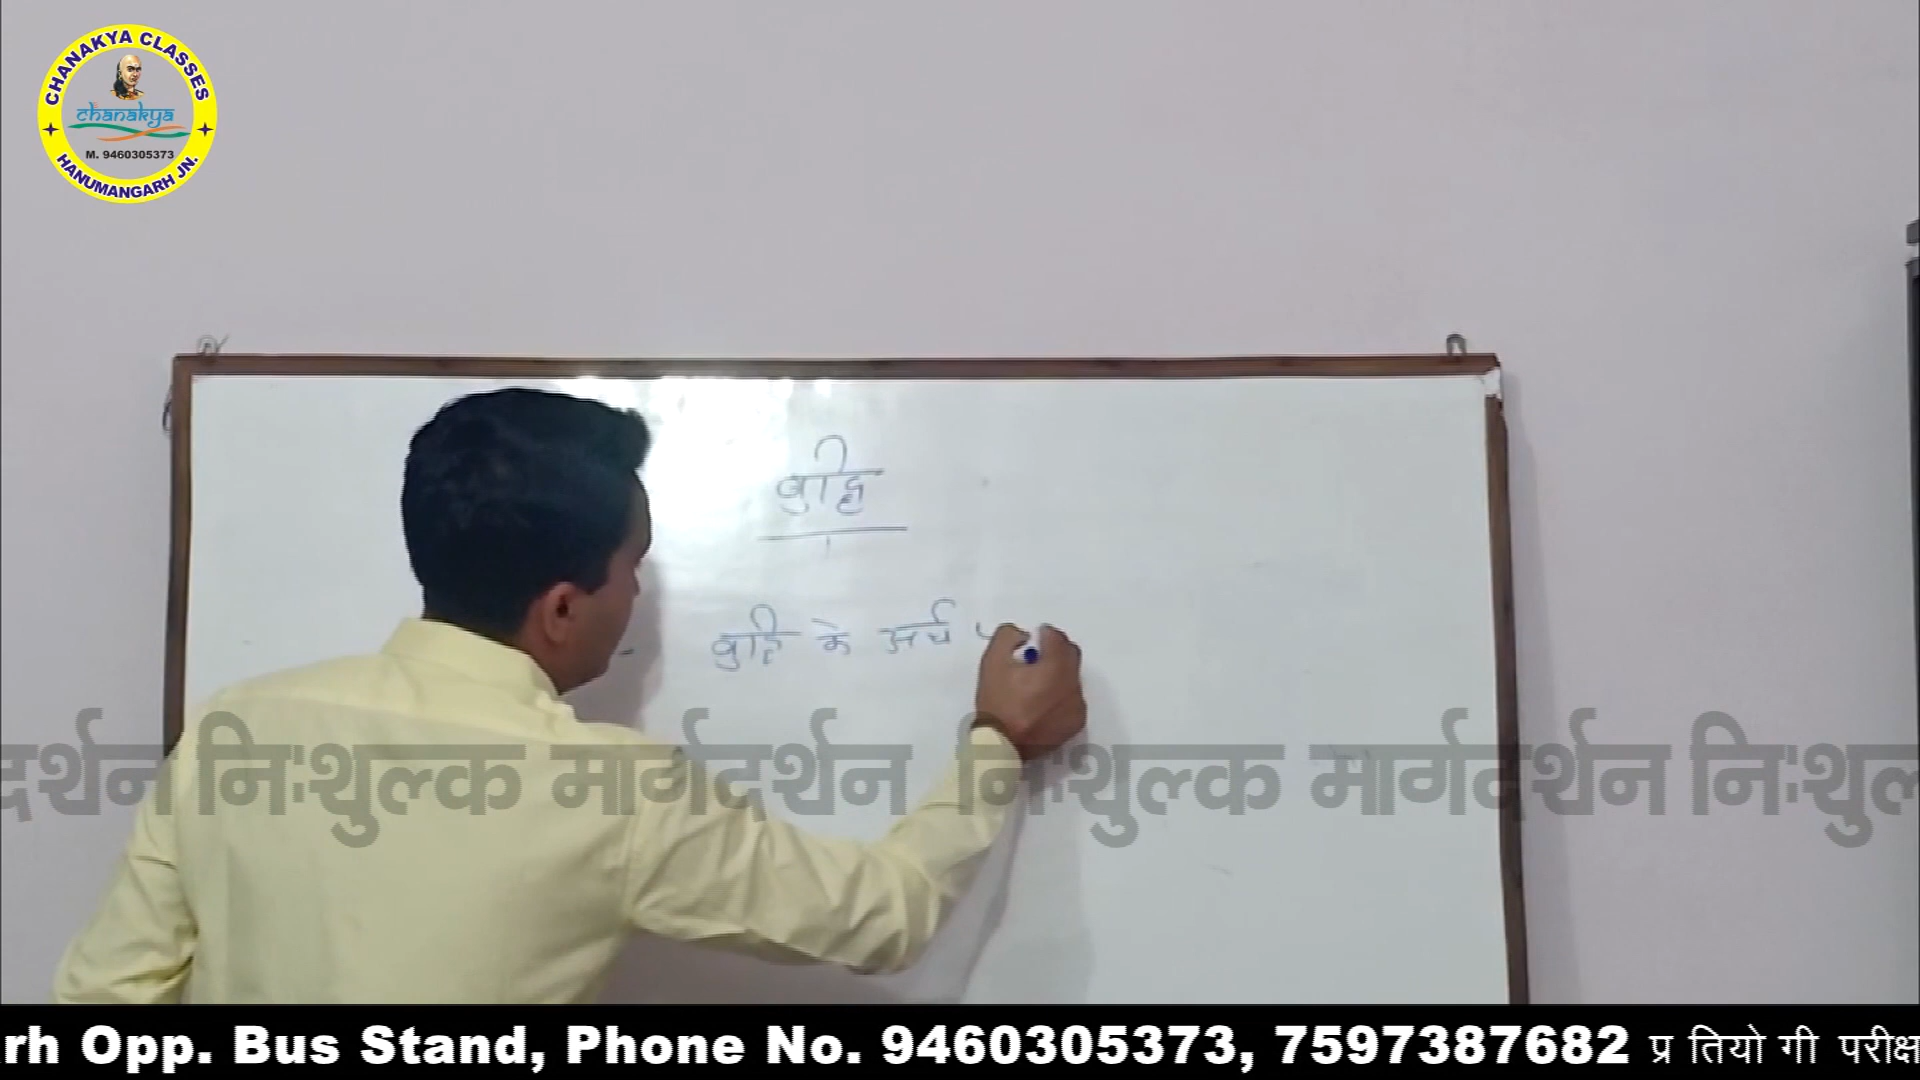 CHANAKYA CLASSES
chanakya
M. 9460305373
HANUMANGARH JN.
बुद्धि
- बुद्धि के अर्थ
दर्शन निःशुल्क मार्गदर्शन निःशुल्क मार्गदर्शन निःशुल
rh Opp. Bus Stand, Phone No. 9460305373, 7597387682 प्र तियो गी परीक्ष